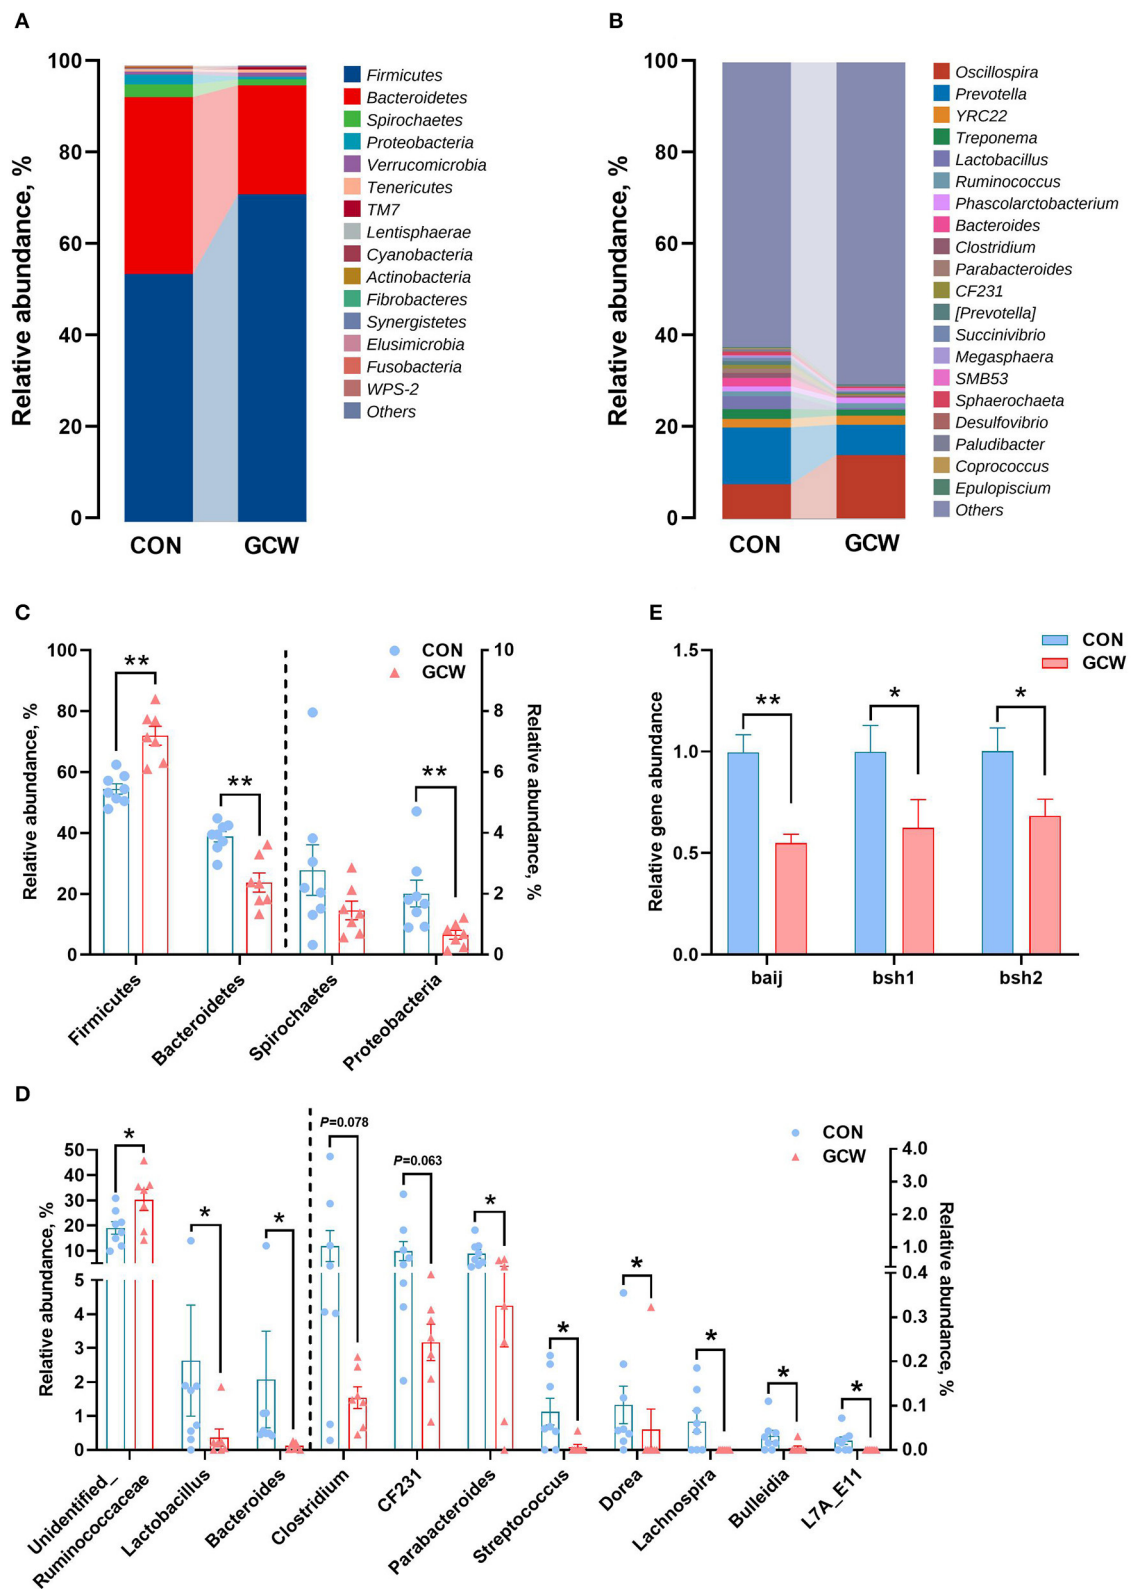 A
100
80
60
40
20
0
Relative abundance, %
CON
GCW
Firmicutes
Bacteroidetes
Spirochaetes
Proteobacteria
Verrucomicrobia
Tenericutes
TM7
Lentisphaerae
Cyanobacteria
Actinobacteria
Fibrobacteres
Synergistetes
Elusimicrobia
Fusobacteria
WPS-2
Others
B
100
80
60
40
20
0
Relative abundance, %
CON
GCW
Oscillospira
Prevotella
YRC22
Treponema
Lactobacillus
Ruminococcus
Phascolarctobacterium
Bacteroides
Clostridium
Parabacteroides
CF231
[Prevotella]
Succinivibrio
Megasphaera
SMB53
Sphaerochaeta
Desulfovibrio
Paludibacter
Coprococcus
Epulopiscium
Others
C
100
80
60
40
20
0
Relative abundance, %
**
**
**
CON
GCW
10
8
6
4
2
0
Relative abundance, %
Firmicutes
Bacteroidetes
Spirochaetes
Proteobacteria
E
1.5
1.0
0.5
0.0
Relative gene abundance
**
*
*
CON
GCW
baij
bsh1
bsh2
D
50
40
30
20
10
5
4
3
2
1
0
Relative abundance, %
*
*
*
P=0.078
P=0.063
*
*
*
*
*
*
CON
GCW
4.0
3.0
2.0
1.0
0.4
0.3
0.2
0.1
0.0
Relative abundance, %
Unidentified_
Ruminococcaceae
Lactobacillus
Bacteroides
Clostridium
CF231
Parabacteroides
Streptococcus
Dorea
Lachnospira
Bulleidia
L7A_E11